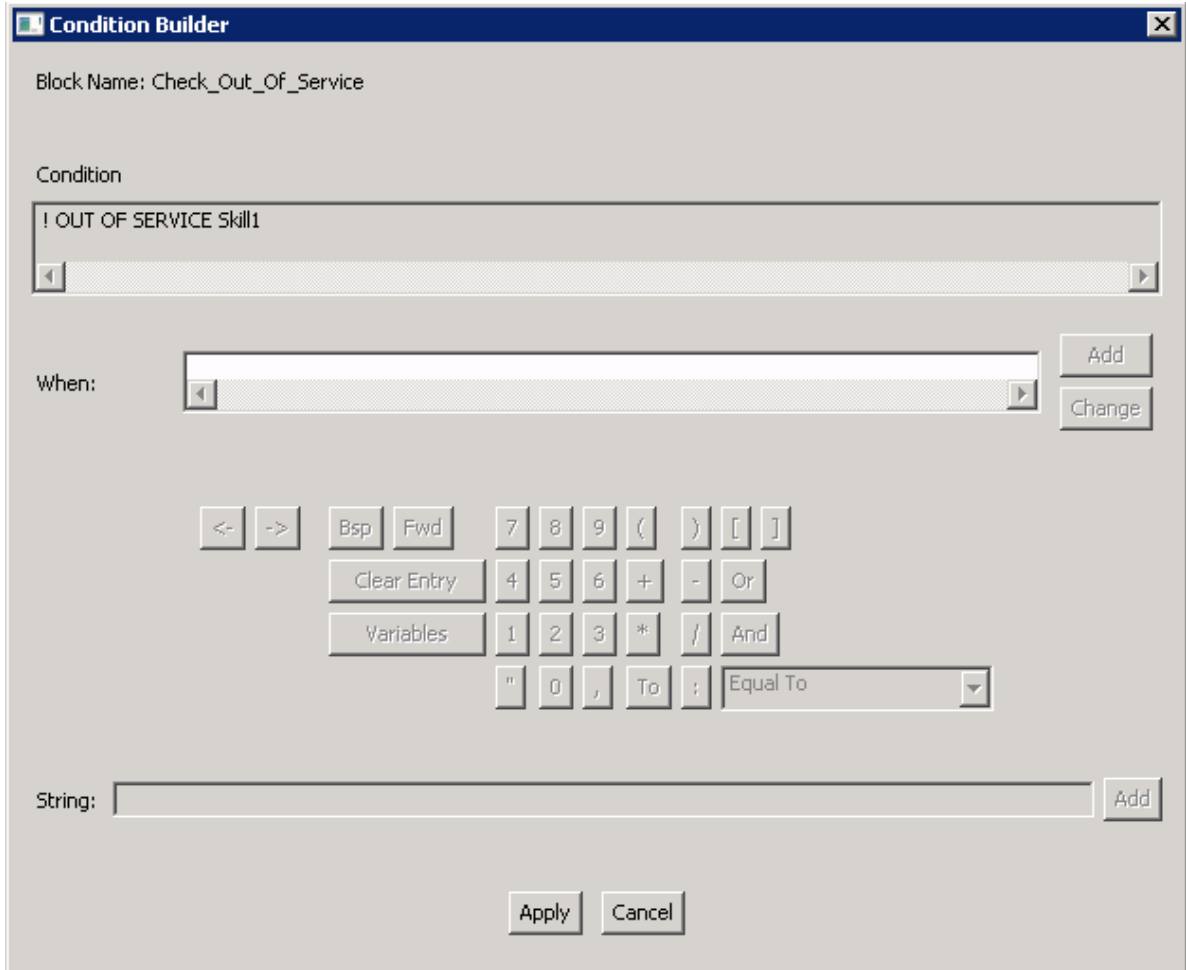 Condition Builder
Block Name: Check_Out_Of_Service
Condition
! OUT OF SERVICE Skill1
When:
Add
Change
<- -> Bsp Fwd 7 8 9 ( ) [ ]
Clear Entry 4 5 6 + - Or
Variables 1 2 3 * / And
" 0 , To : Equal To
String: Add
Apply Cancel